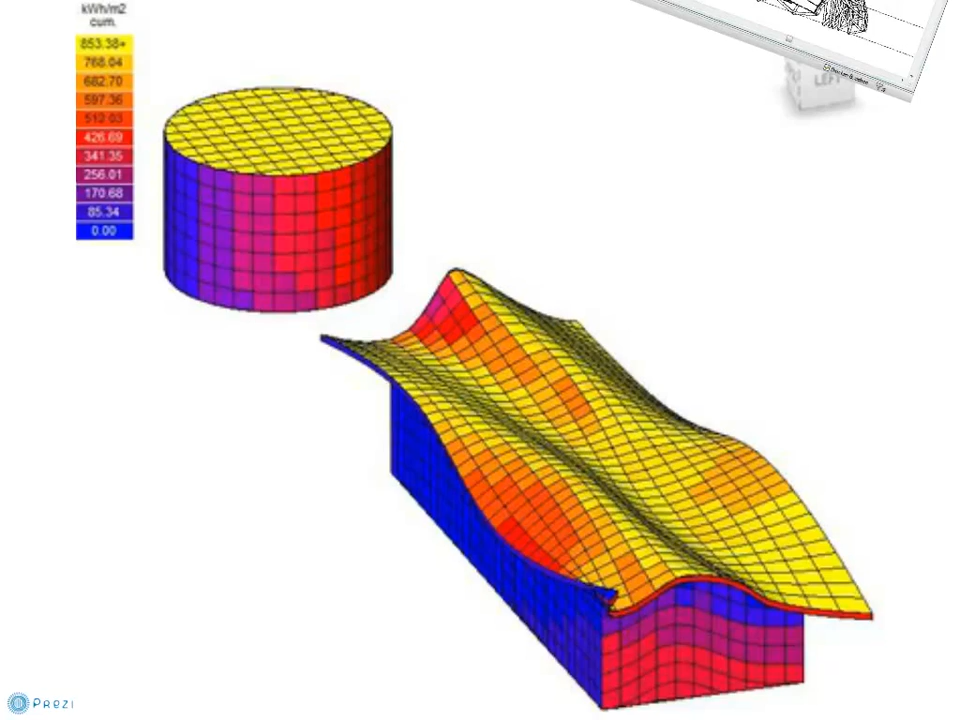 kWh/m2
cum.
853.38+
768.04
682.70
597.36
512.03
426.69
341.35
256.01
170.68
85.34
0.00
LEFT
PREZI